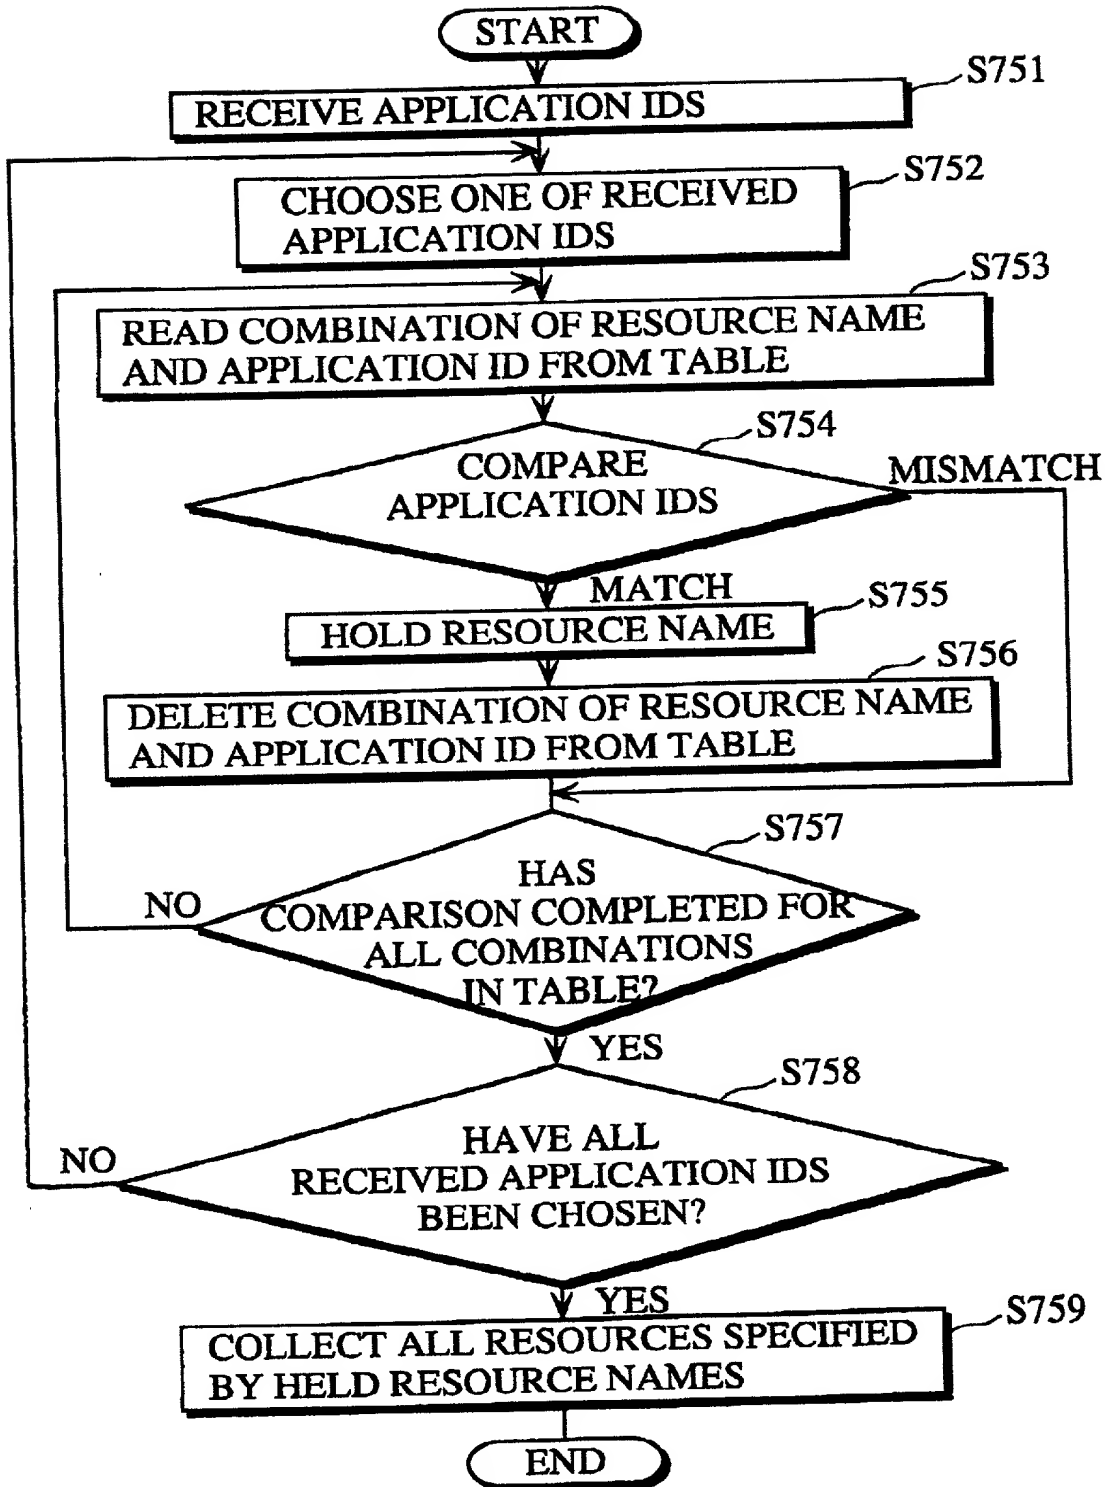 START
S751
RECEIVE APPLICATION IDS
S752
CHOOSE ONE OF RECEIVED
APPLICATION IDS
S753
READ COMBINATION OF RESOURCE NAME
AND APPLICATION ID FROM TABLE
S754
COMPARE
APPLICATION IDS
MISMATCH
MATCH
S755
HOLD RESOURCE NAME
S756
DELETE COMBINATION OF RESOURCE NAME
AND APPLICATION ID FROM TABLE
S757
HAS
COMPARISON COMPLETED FOR
ALL COMBINATIONS
IN TABLE?
NO
YES
S758
HAVE ALL
RECEIVED APPLICATION IDS
BEEN CHOSEN?
NO
YES
S759
COLLECT ALL RESOURCES SPECIFIED
BY HELD RESOURCE NAMES
END